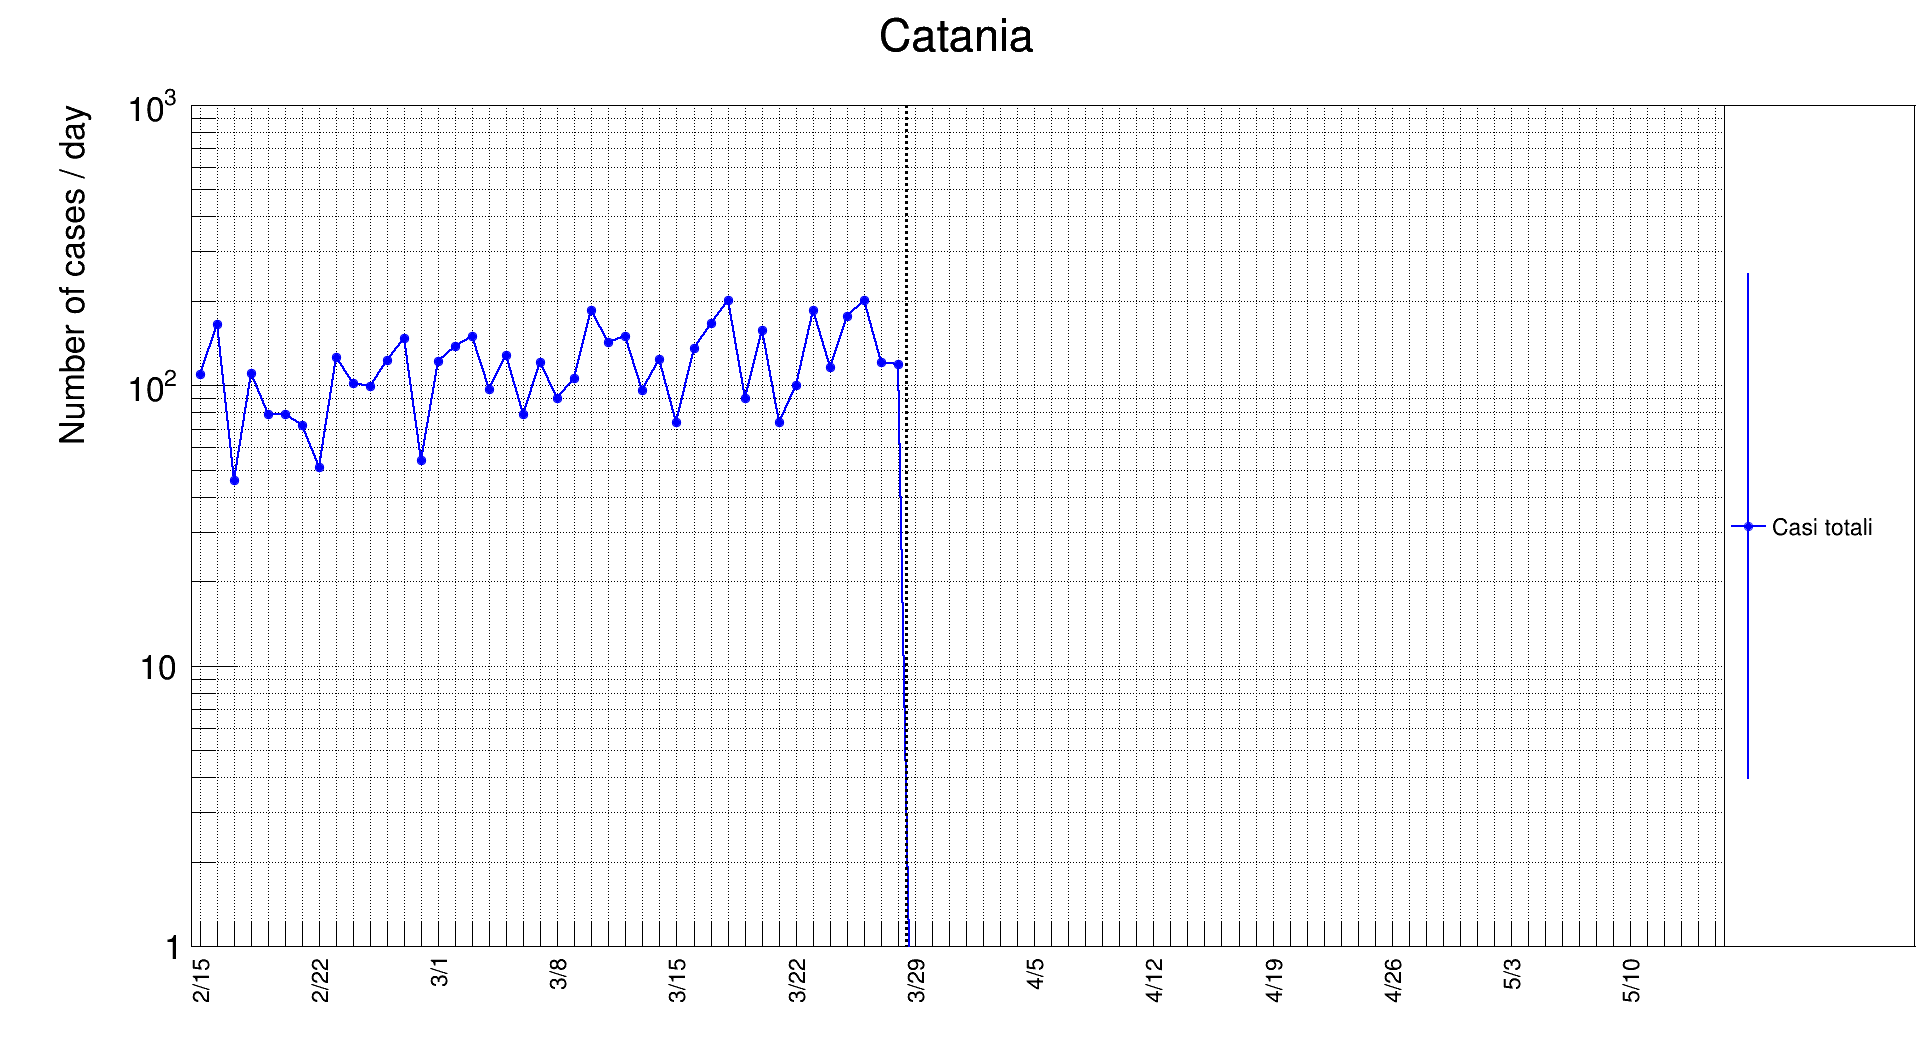 Catania
Number of cases / day
10³
10²
10
1
2/15 2/22 3/1 3/8 3/15 3/22 3/29 4/5 4/12 4/19 4/26 5/3 5/10
Casi totali